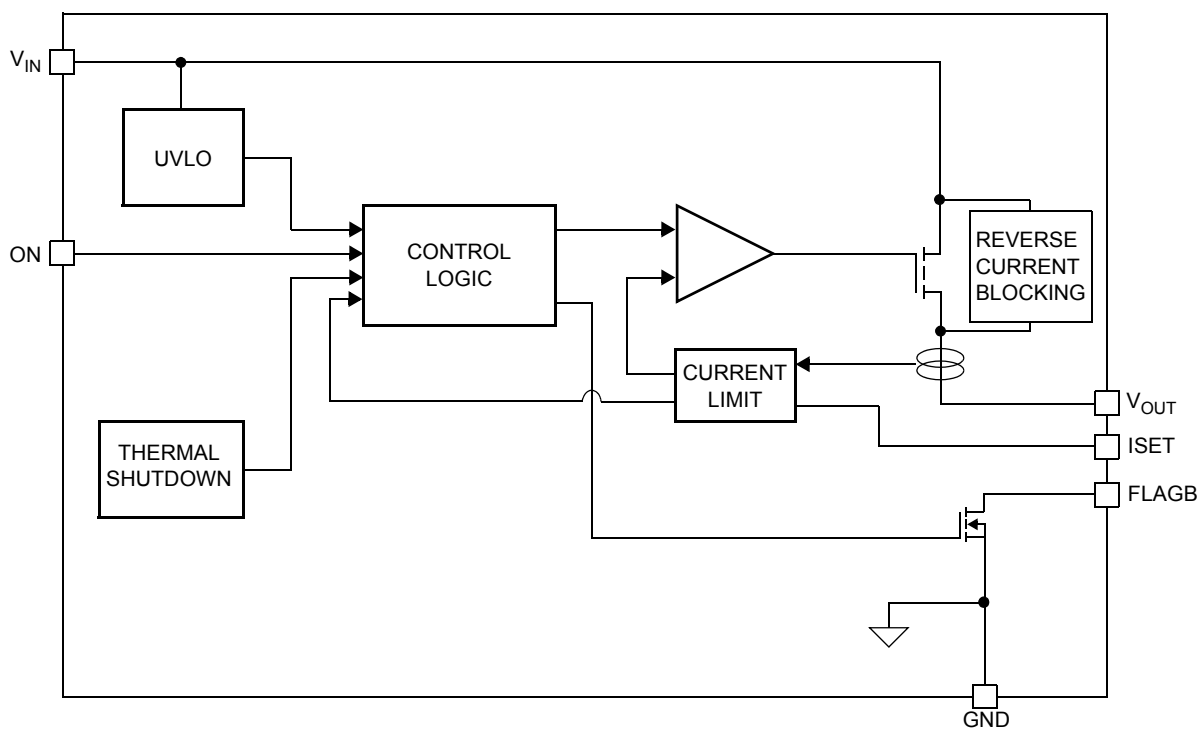 VIN
UVLO
ON
CONTROL
LOGIC
REVERSE
CURRENT
BLOCKING
CURRENT
LIMIT
VOUT
THERMAL
SHUTDOWN
ISET
FLAGB
GND